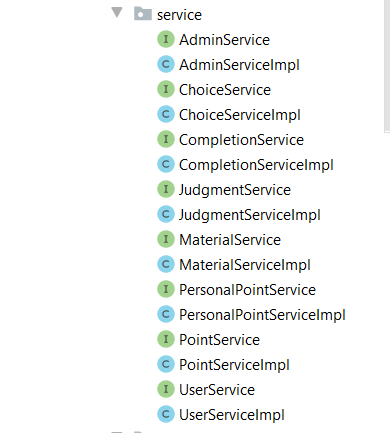 service
I AdminService
C AdminServiceImpl
I ChoiceService
C ChoiceServiceImpl
I CompletionService
C CompletionServiceImpl
I JudgmentService
C JudgmentServiceImpl
I MaterialService
C MaterialServiceImpl
I PersonalPointService
C PersonalPointServiceImpl
I PointService
C PointServiceImpl
I UserService
C UserServiceImpl